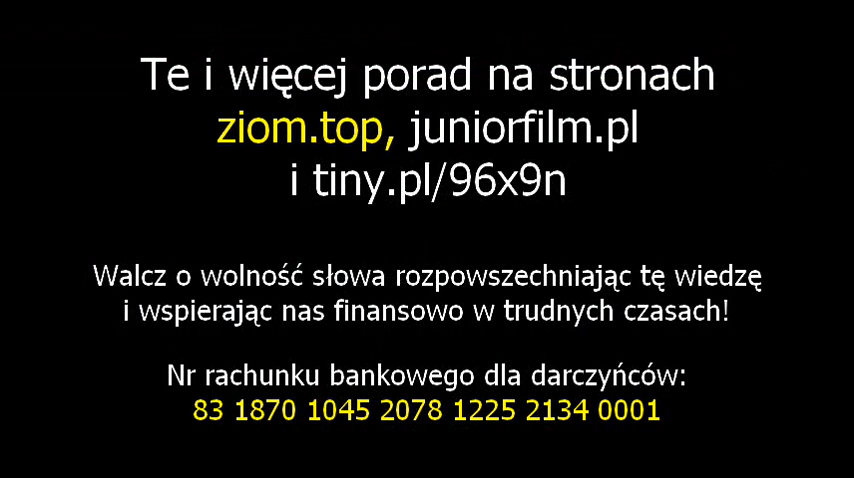 Te i więcej porad na stronach
ziom.top, juniorfilm.pl
i tiny.pl/96x9n
Walcz o wolność słowa rozpowszechniając tę wiedzę
i wspierając nas finansowo w trudnych czasach!
Nr rachunku bankowego dla darczyńców:
83 1870 1045 2078 1225 2134 0001